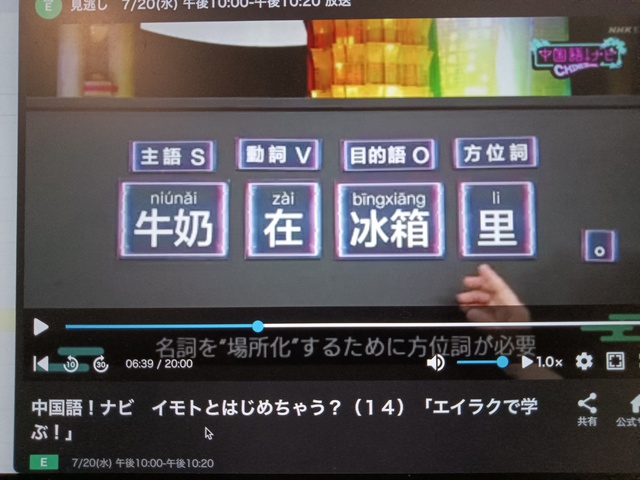 E 見逃し 7/20(水) 午後10:00-午後10:20 放送
NHK
中国語!ナビ
主語 S 動詞 V 目的語 O 方位詞
niúnǎi zài bīngxiāng li
牛奶 在 冰箱 里 。
名詞を“場所化”するために方位詞が必要
10 30 06:39 / 20:00 1.0×
中国語!ナビ イモトとはじめちゃう?(14)「エイラクで学
ぶ!」
共有 公式
E 7/20(水) 午後10:00-午後10:20